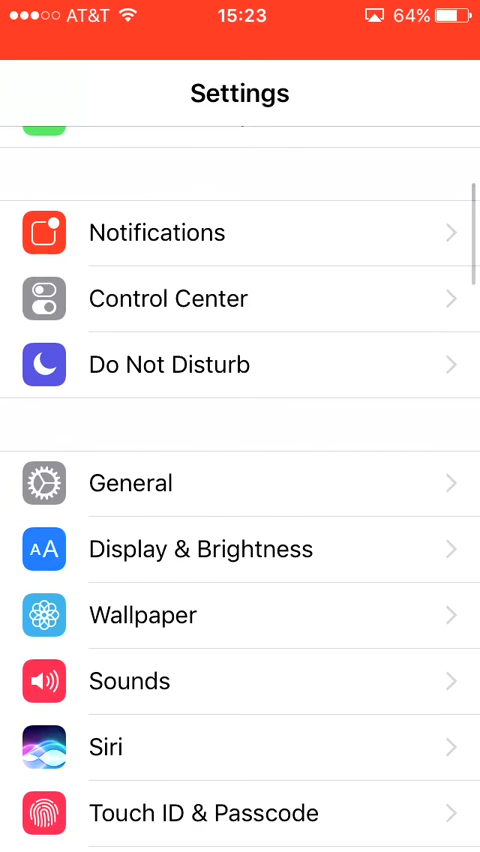 AT&T 15:23 64%
Settings
Notifications
Control Center
Do Not Disturb
General
AA Display & Brightness
Wallpaper
Sounds
Siri
Touch ID & Passcode